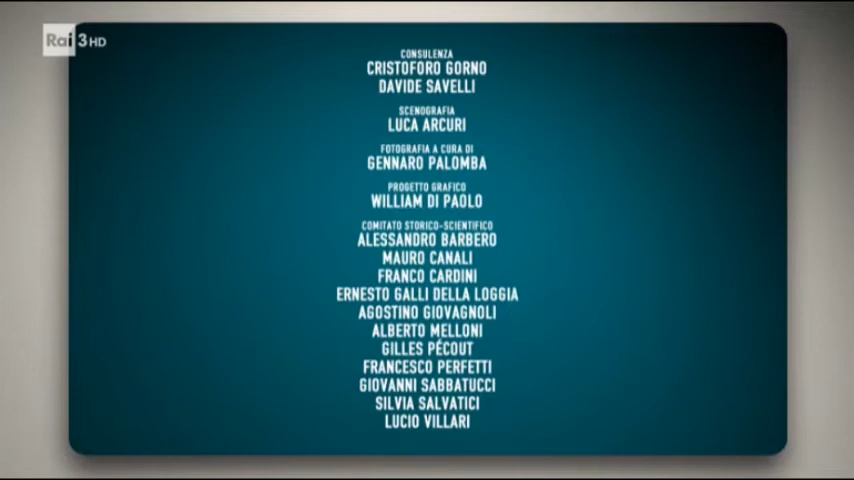 Rai 3 HD
CONSULENZA
CRISTOFORO GORNO
DAVIDE SAVELLI
SCENOGRAFIA
LUCA ARCURI
FOTOGRAFIA A CURA DI
GENNARO PALOMBA
PROGETTO GRAFICO
WILLIAM DI PAOLO
COMITATO STORICO-SCIENTIFICO
ALESSANDRO BARBERO
MAURO CANALI
FRANCO CARDINI
ERNESTO GALLI DELLA LOGGIA
AGOSTINO GIOVAGNOLI
ALBERTO MELLONI
GILLES PÉCOUT
FRANCESCO PERFETTI
GIOVANNI SABBATUCCI
SILVIA SALVATICI
LUCIO VILLARI